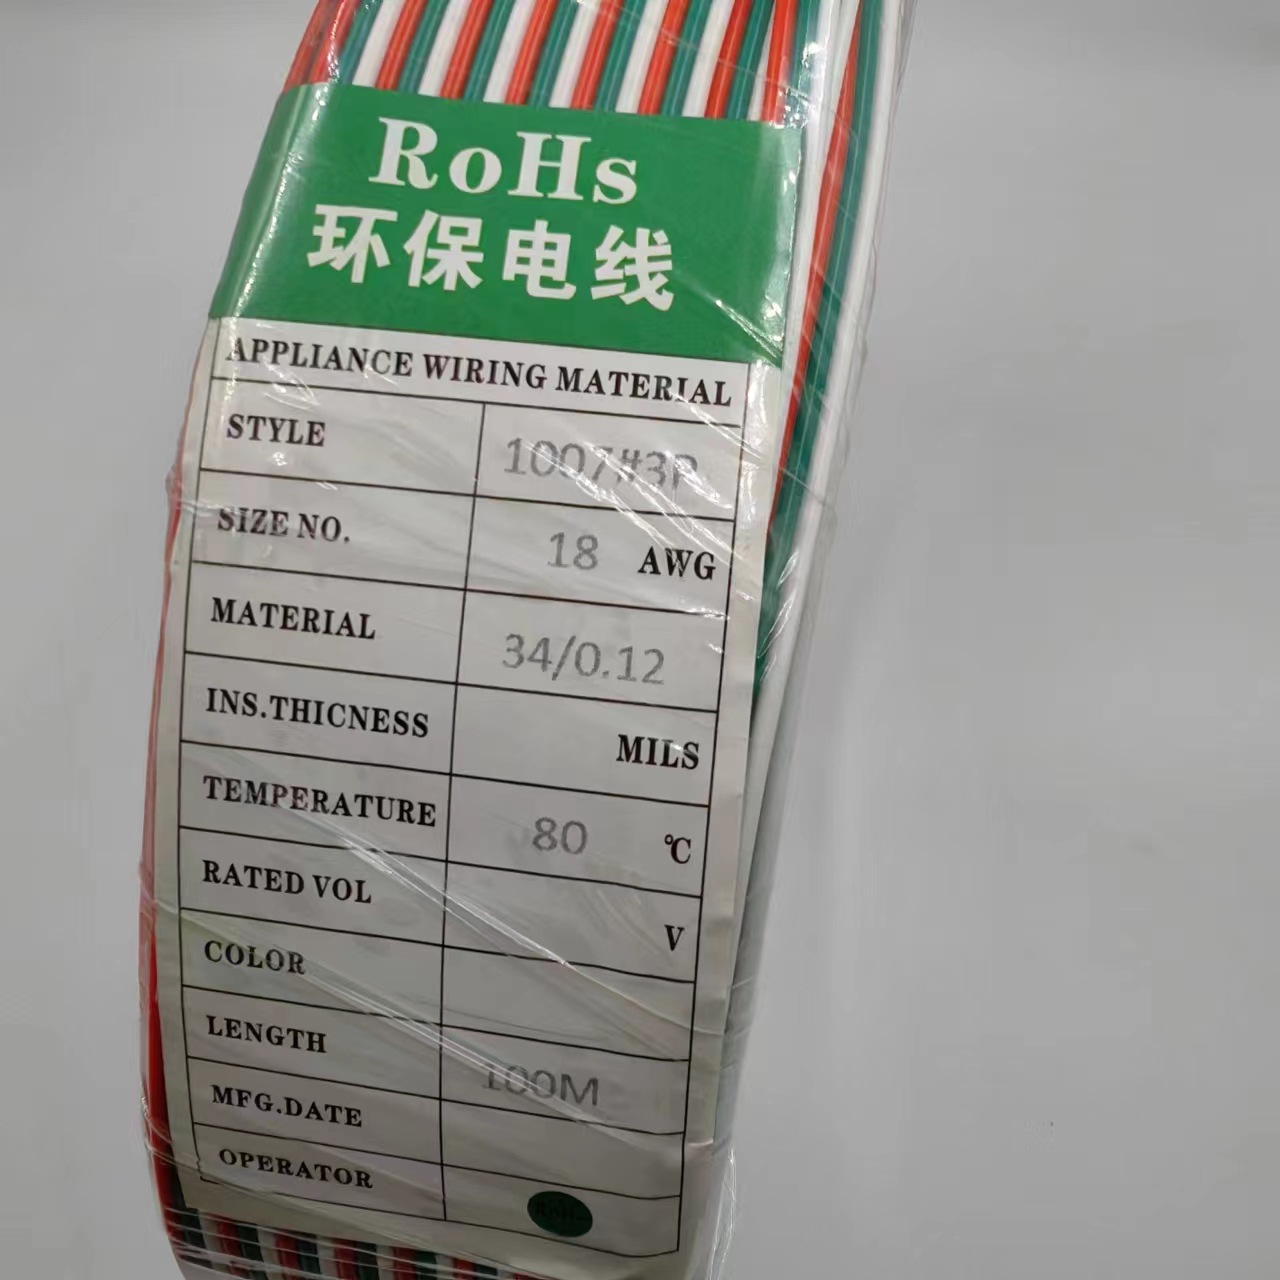 RoHs
环保电线
APPLIANCE WIRING MATERIAL
STYLE 1007#3P
SIZE NO. 18 AWG
MATERIAL 34/0.12
INS.THICNESS MILS
TEMPERATURE 80 ℃
RATED VOL V
COLOR
LENGTH 100M
MFG.DATE
OPERATOR
RoHs